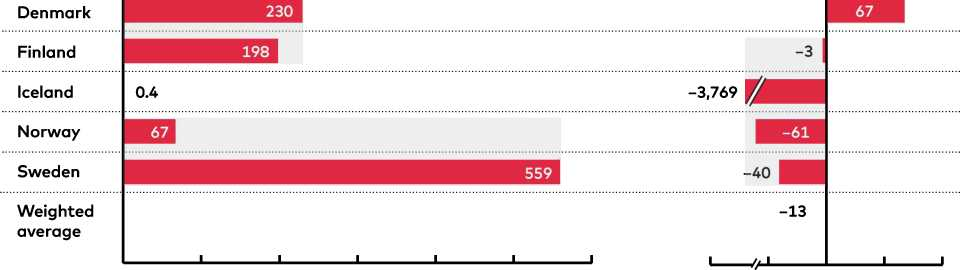 Denmark 230 67
Finland 198 –3
Iceland 0.4 –3,769
Norway 67 –61
Sweden 559 –40
Weighted –13
average